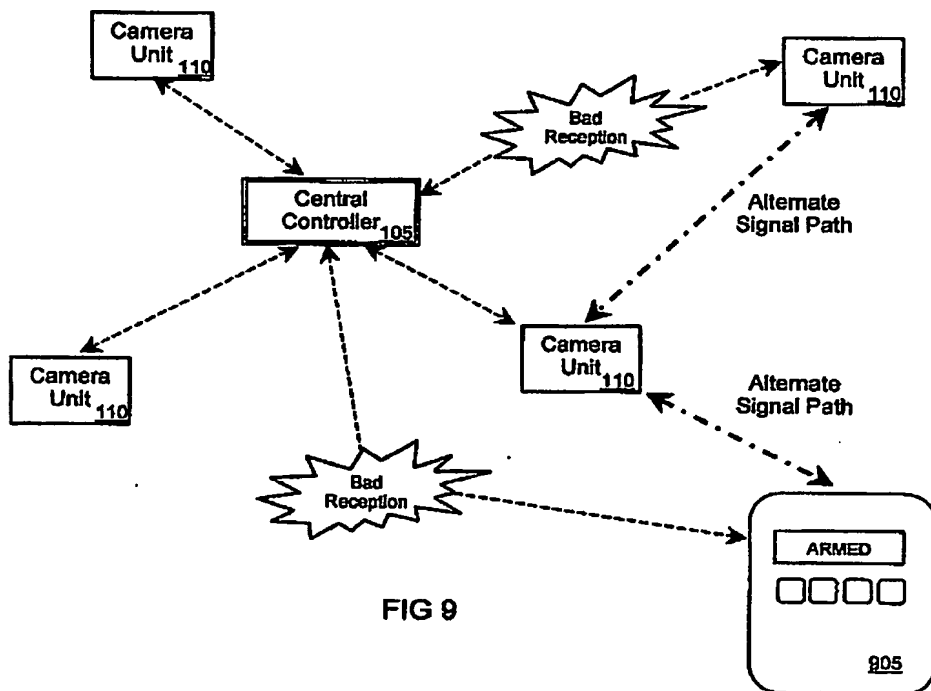 Camera
Unit 110
Camera
Unit
110
Bad
Reception
Central
Controller
105
Alternate
Signal Path
Camera
Unit
110
Camera
Unit
110
Alternate
Signal Path
Bad
Reception
ARMED
FIG 9
905